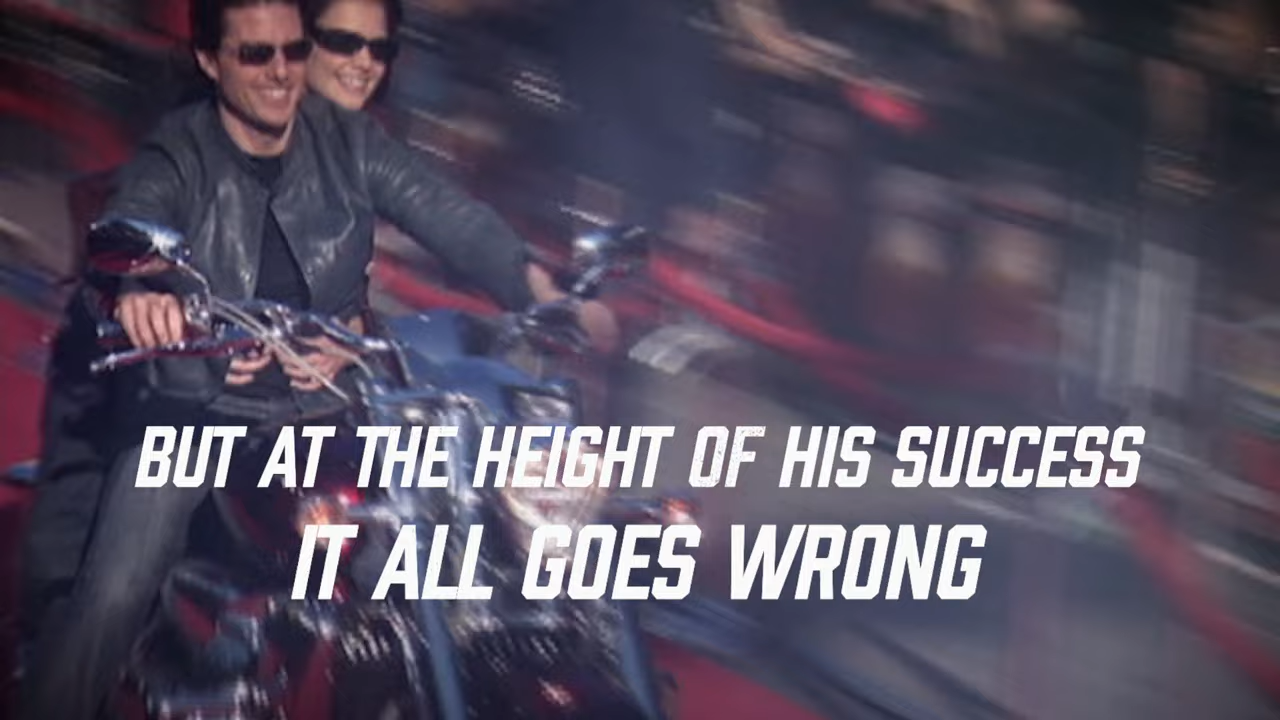 BUT AT THE HEIGHT OF HIS SUCCESS
IT ALL GOES WRONG